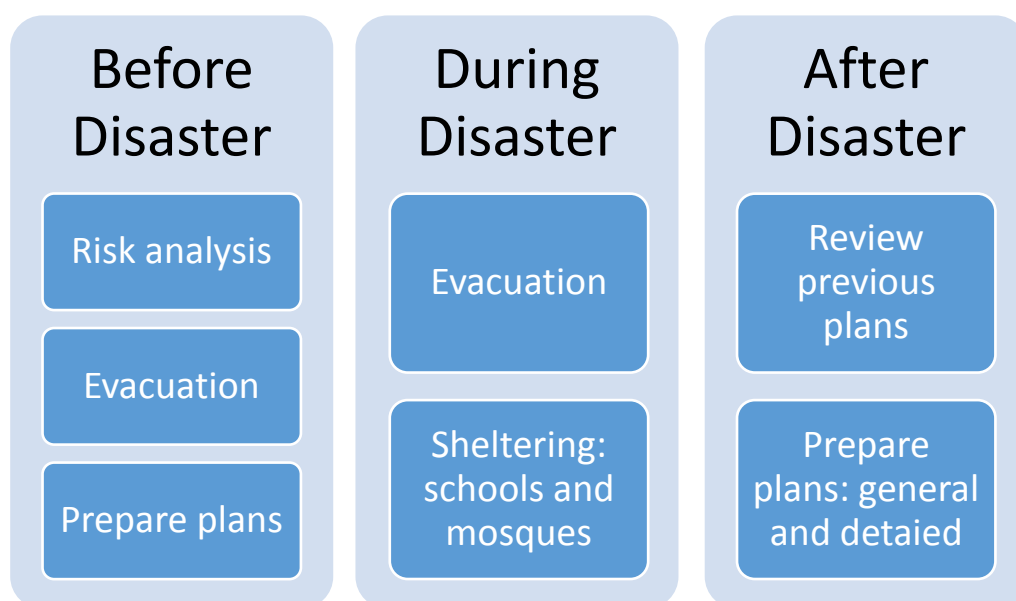 Before
Disaster
Risk analysis
Evacuation
Prepare plans
During
Disaster
Evacuation
Sheltering:
schools and
mosques
After
Disaster
Review
previous
plans
Prepare
plans: general
and detaied